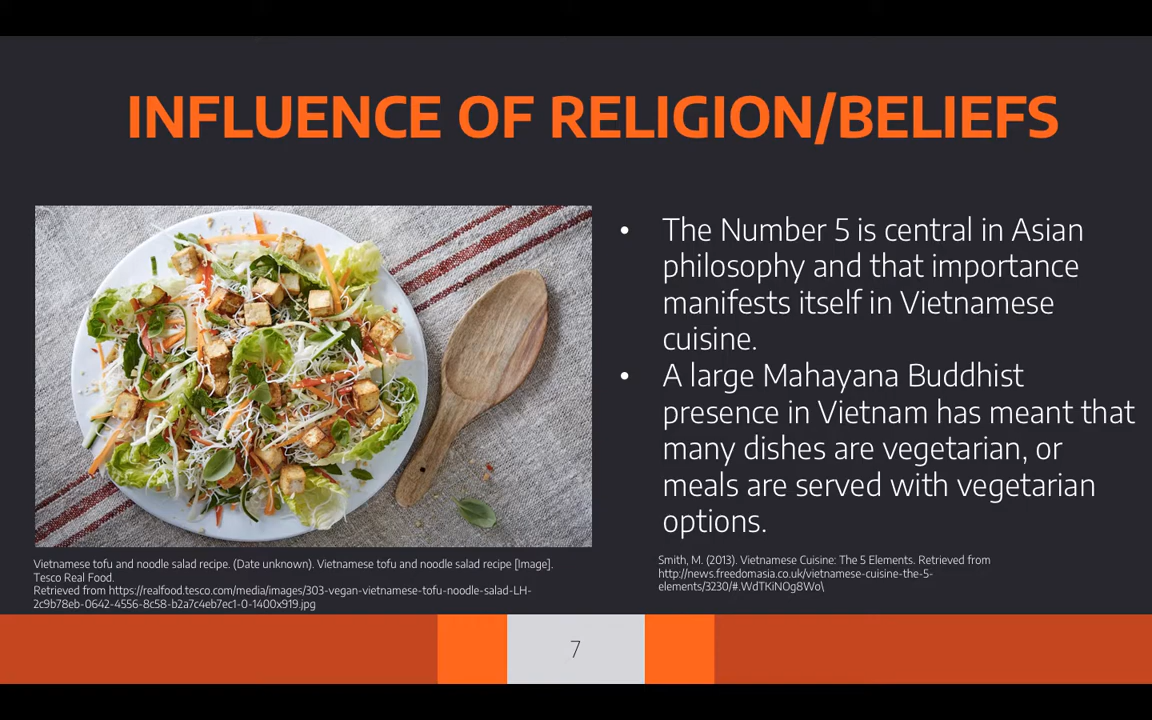 INFLUENCE OF RELIGION/BELIEFS
• The Number 5 is central in Asian
philosophy and that importance
manifests itself in Vietnamese
cuisine.
• A large Mahayana Buddhist
presence in Vietnam has meant that
many dishes are vegetarian, or
meals are served with vegetarian
options.
Vietnamese tofu and noodle salad recipe. (Date unknown). Vietnamese tofu and noodle salad recipe [Image].
Tesco Real Food.
Retrieved from https://realfood.tesco.com/media/images/303-vegan-vietnamese-tofu-noodle-salad-LH-
2c9b78eb-0642-4556-8c58-b2a7c4eb7ec1-0-1400x919.jpg
Smith, M. (2013). Vietnamese Cuisine: The 5 Elements. Retrieved from
http://news.freedomasia.co.uk/vietnamese-cuisine-the-5-
elements/3230/#.WdTKiNOg8Wo\
7